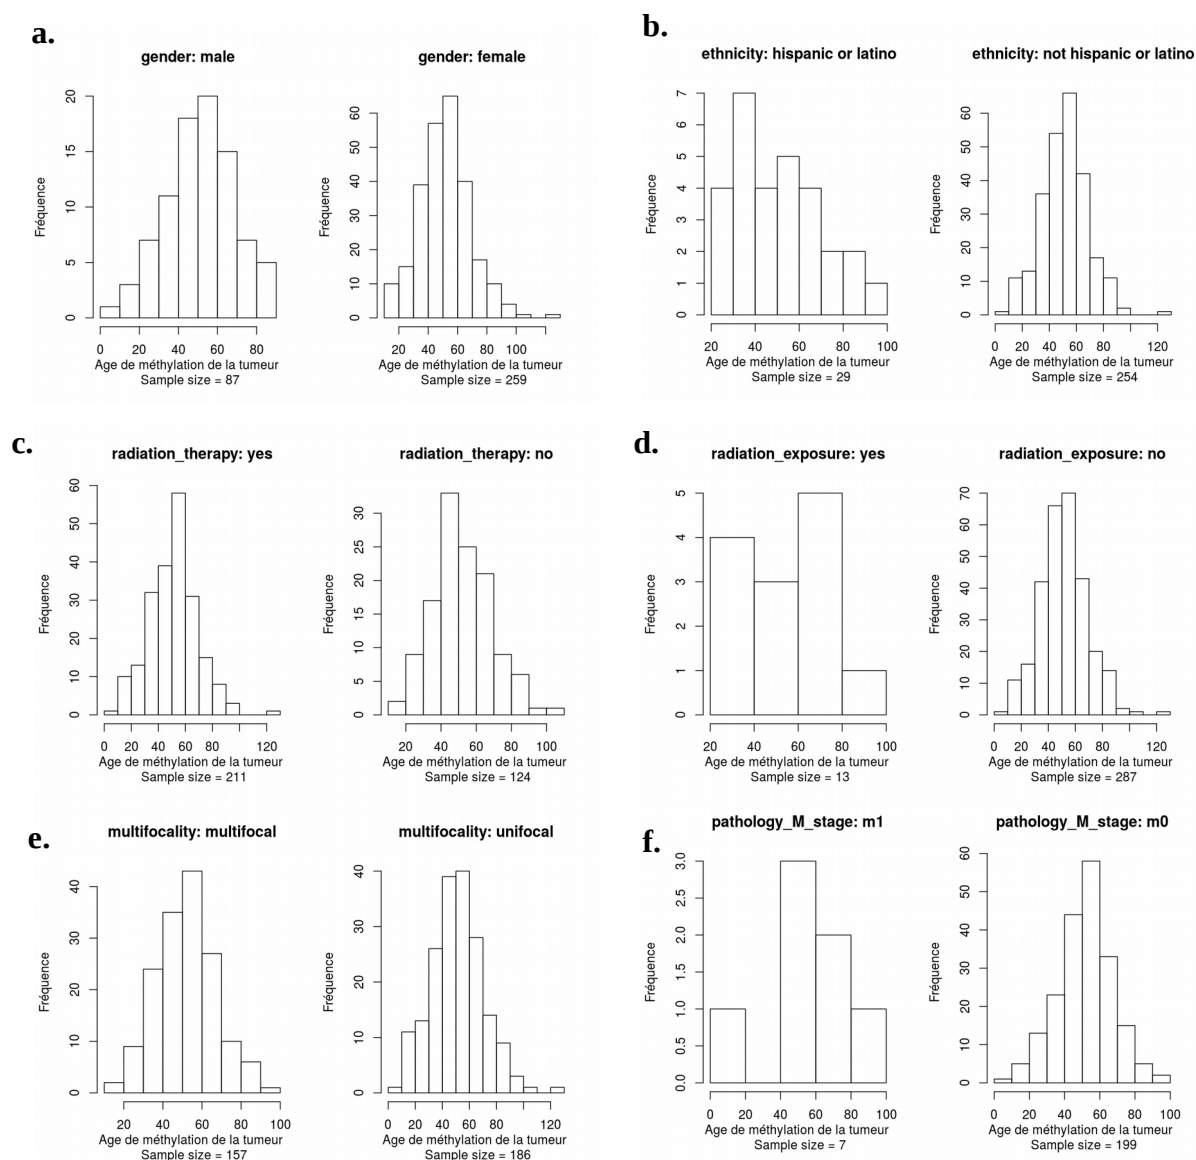 a.
gender: male
Fréquence
0 5 10 15 20
0 20 40 60 80
Age de méthylation de la tumeur
Sample size = 87
gender: female
Fréquence
0 10 20 30 40 50 60
20 40 60 80 100
Age de méthylation de la tumeur
Sample size = 259
b.
ethnicity: hispanic or latino
Fréquence
0 1 2 3 4 5 6 7
20 40 60 80 100
Age de méthylation de la tumeur
Sample size = 29
ethnicity: not hispanic or latino
Fréquence
0 10 20 30 40 50 60
0 20 40 60 80 120
Age de méthylation de la tumeur
Sample size = 254
c.
radiation_therapy: yes
Fréquence
0 10 20 30 40 50 60
0 20 40 60 80 120
Age de méthylation de la tumeur
Sample size = 211
radiation_therapy: no
Fréquence
0 5 10 15 20 25 30
20 40 60 80 100
Age de méthylation de la tumeur
Sample size = 124
d.
radiation_exposure: yes
Fréquence
0 1 2 3 4 5
20 40 60 80 100
Age de méthylation de la tumeur
Sample size = 13
radiation_exposure: no
Fréquence
0 10 20 30 40 50 60 70
0 20 40 60 80 120
Age de méthylation de la tumeur
Sample size = 287
e.
multifocality: multifocal
Fréquence
0 10 20 30 40
20 40 60 80 100
Age de méthylation de la tumeur
Sample size = 157
multifocality: unifocal
Fréquence
0 10 20 30 40
0 20 40 60 80 120
Age de méthylation de la tumeur
Sample size = 186
f.
pathology_M_stage: m1
Fréquence
0.0 0.5 1.0 1.5 2.0 2.5 3.0
0 20 40 60 80 100
Age de méthylation de la tumeur
Sample size = 7
pathology_M_stage: m0
Fréquence
0 10 20 30 40 50 60
0 20 40 60 80 100
Age de méthylation de la tumeur
Sample size = 199